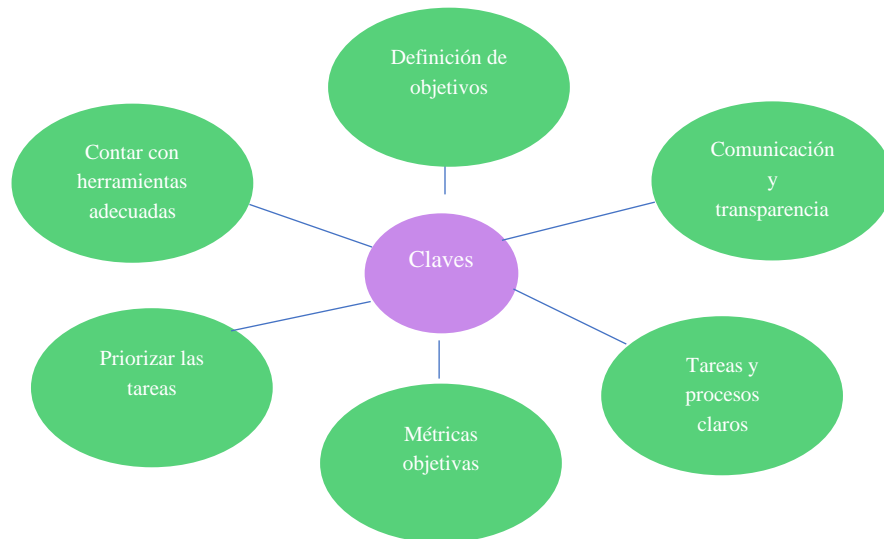 Definición de
objetivos
Contar con
herramientas
adecuadas
Comunicación
y
transparencia
Claves
Priorizar las
tareas
Tareas y
procesos
claros
Métricas
objetivas